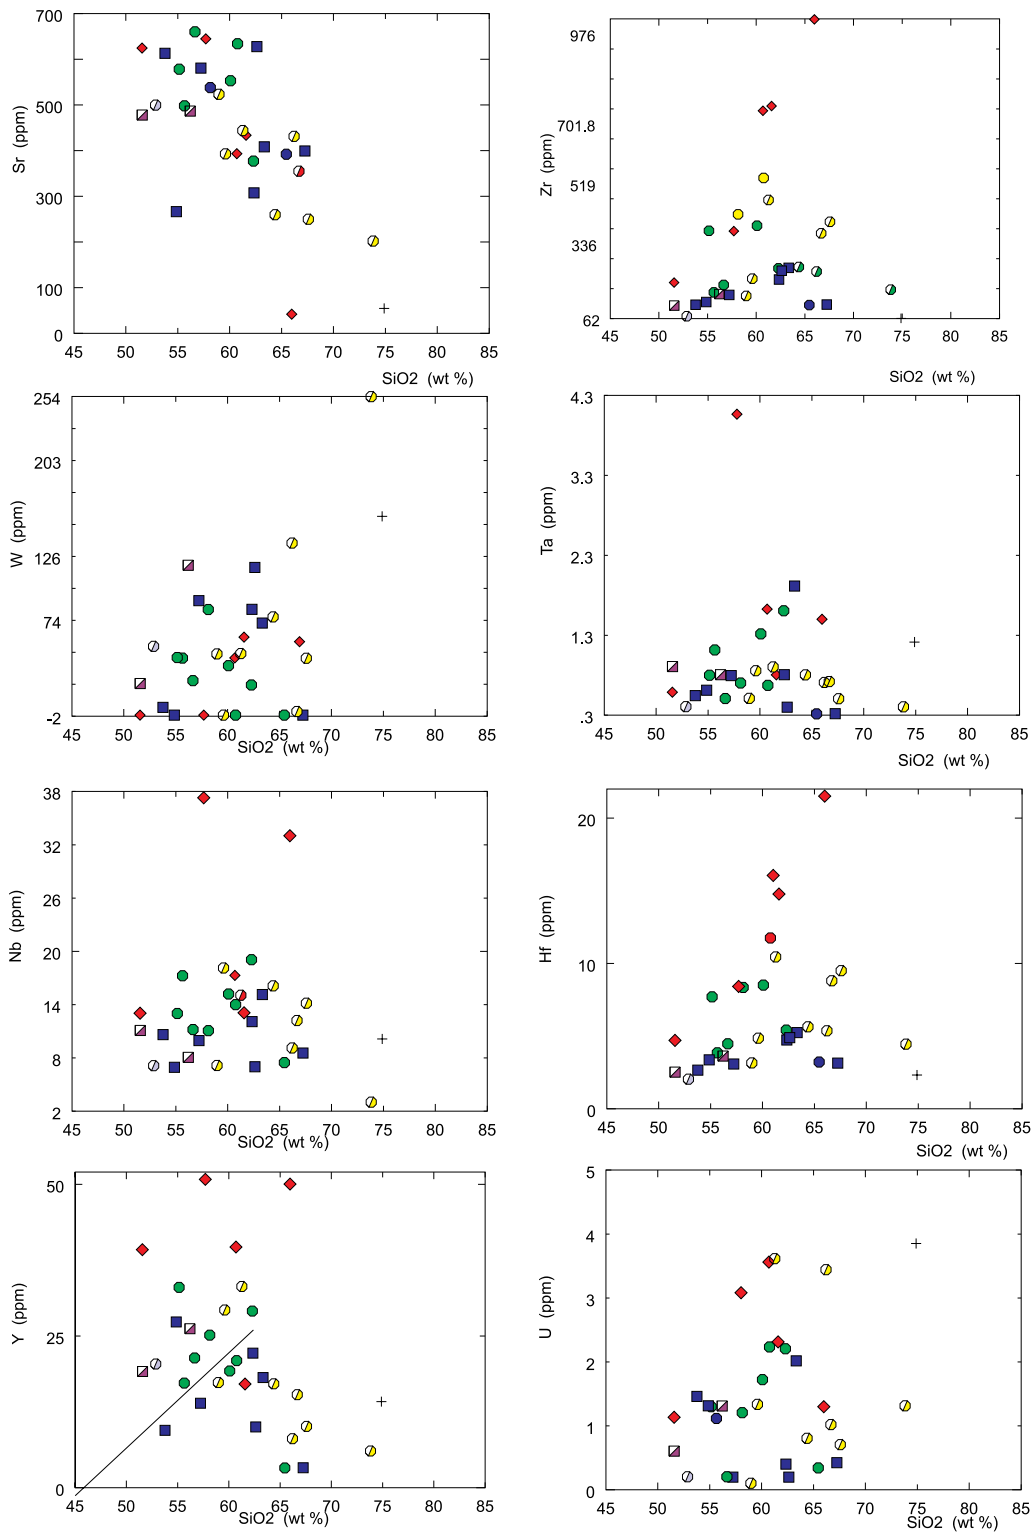 700
500
300
100
0
Sr (ppm)
45 50 55 60 65 70 75 80 85
SiO2 (wt %)
976
701.8
519
336
62
Zr (ppm)
45 50 55 60 65 70 75 80 85
SiO2 (wt %)
254
203
126
74
-2
W (ppm)
45 50 55 60 65 70 75 80 85
SiO2 (wt %)
4.3
3.3
2.3
1.3
.3
Ta (ppm)
45 50 55 60 65 70 75 80 85
SiO2 (wt %)
38
32
26
20
14
8
2
Nb (ppm)
45 50 55 60 65 70 75 80 85
SiO2 (wt %)
20
10
0
Hf (ppm)
45 50 55 60 65 70 75 80 85
SiO2 (wt %)
50
25
0
Y (ppm)
45 50 55 60 65 70 75 80 85
SiO2 (wt %)
5
4
3
2
1
0
U (ppm)
45 50 55 60 65 70 75 80 85
SiO2 (wt %)